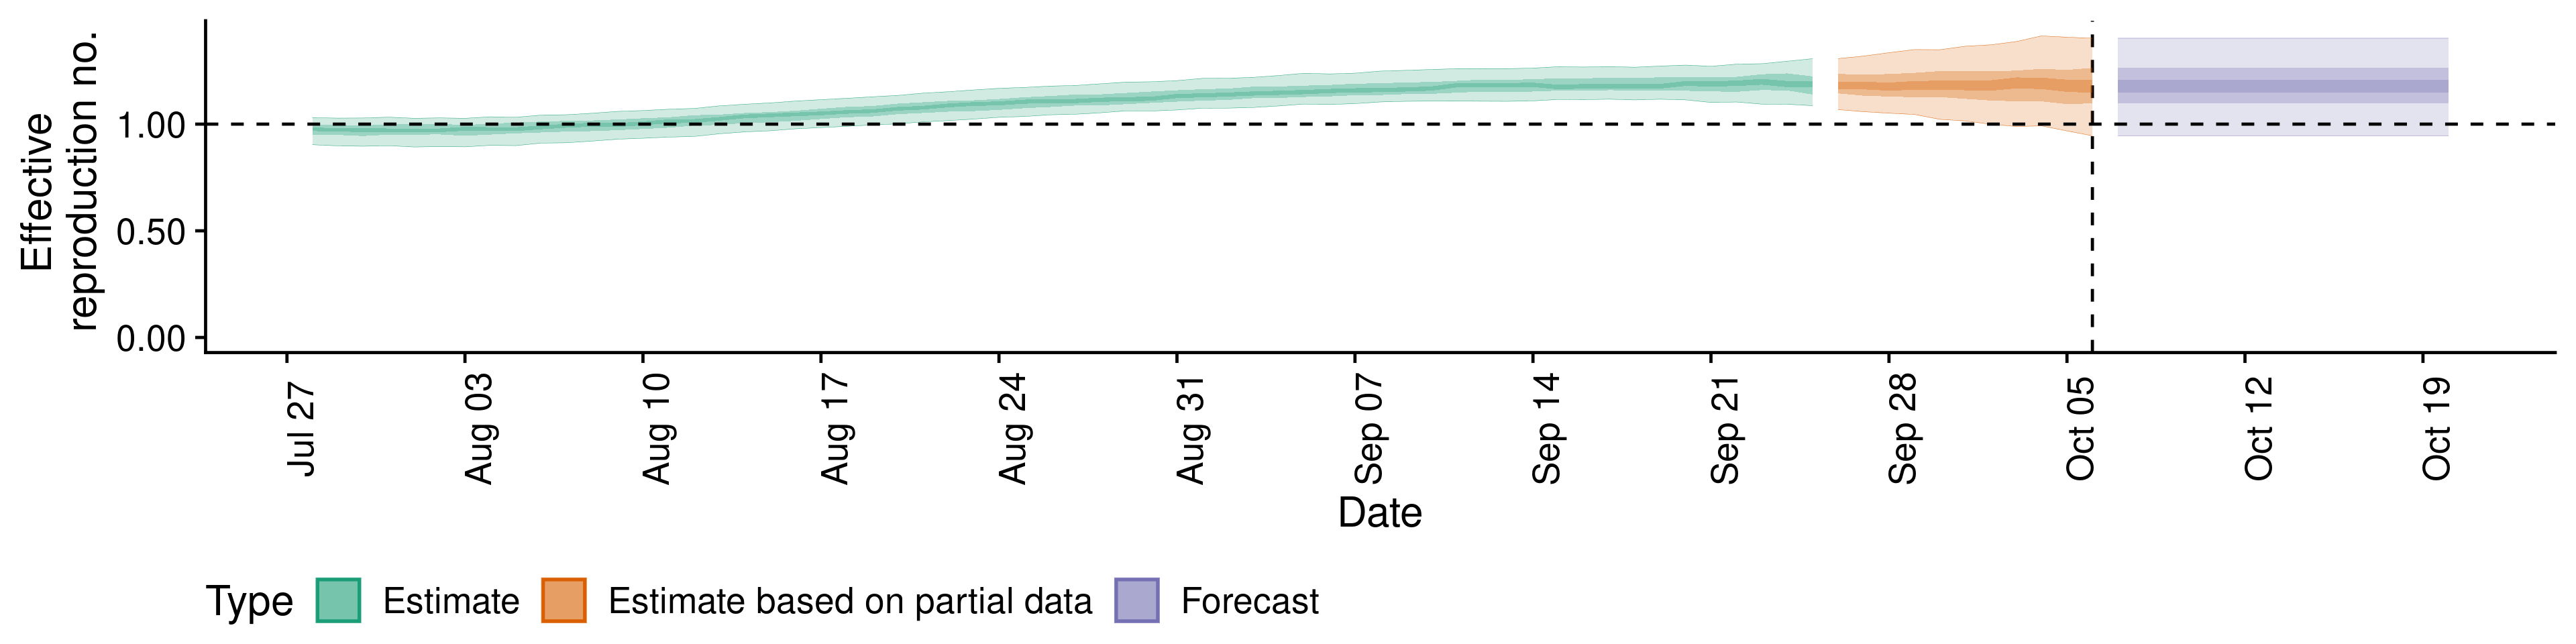 Effective
reproduction no.
1.00
0.50
0.00
Jul 27
Aug 03
Aug 10
Aug 17
Aug 24
Aug 31
Sep 07
Sep 14
Sep 21
Sep 28
Oct 05
Oct 12
Oct 19
Date
Type Estimate Estimate based on partial data Forecast